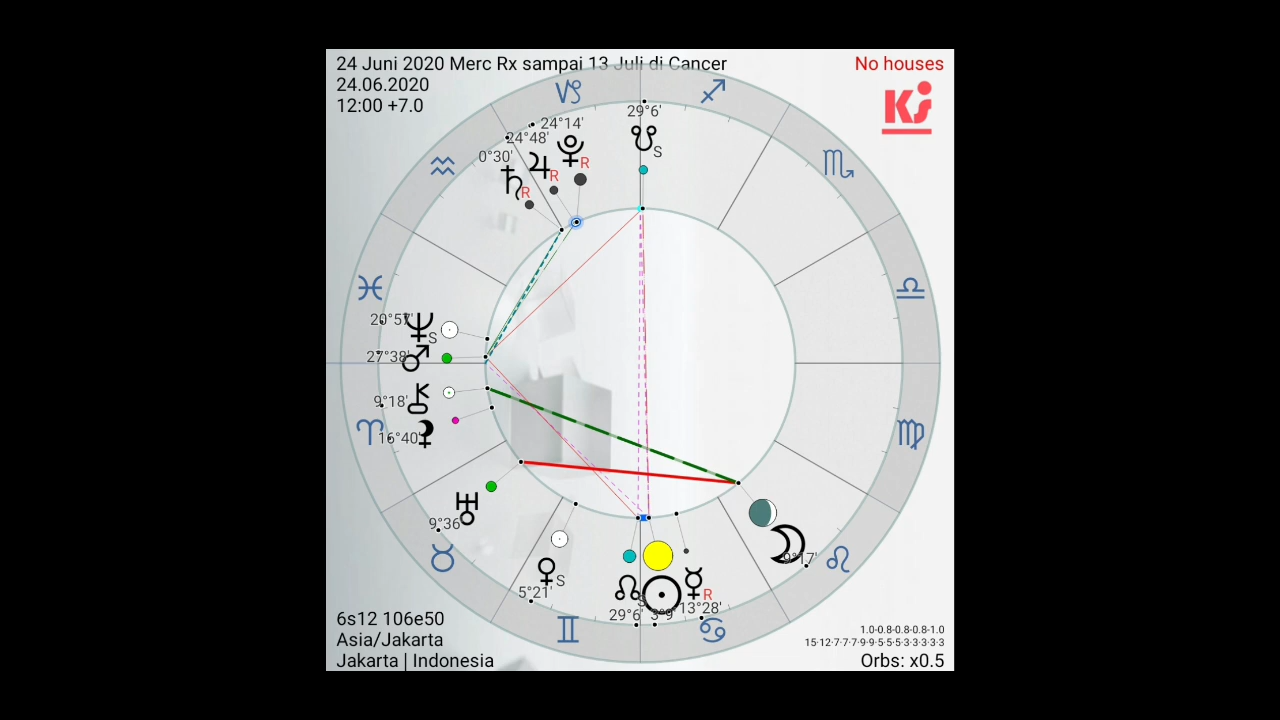 24 Juni 2020 Merc Rx sampai 13 Juli di Cancer
No houses
24.06.2020
12:00 +7.0
KS
29°6'
24°14'
24°48'
S
R
0°30'
R
R
20°57'
S
27°38'
9°18'
16°40'
9°36'
9°17'
S
5°21'
R
S
29°6'
3°9'
13°28'
6s12 106e50
1.0-0.8-0.8-0.8-1.0
Asia/Jakarta
15-12-7-7-7-9-9-5-5-5-3-3-3-3-3
Jakarta | Indonesia
Orbs: x0.5